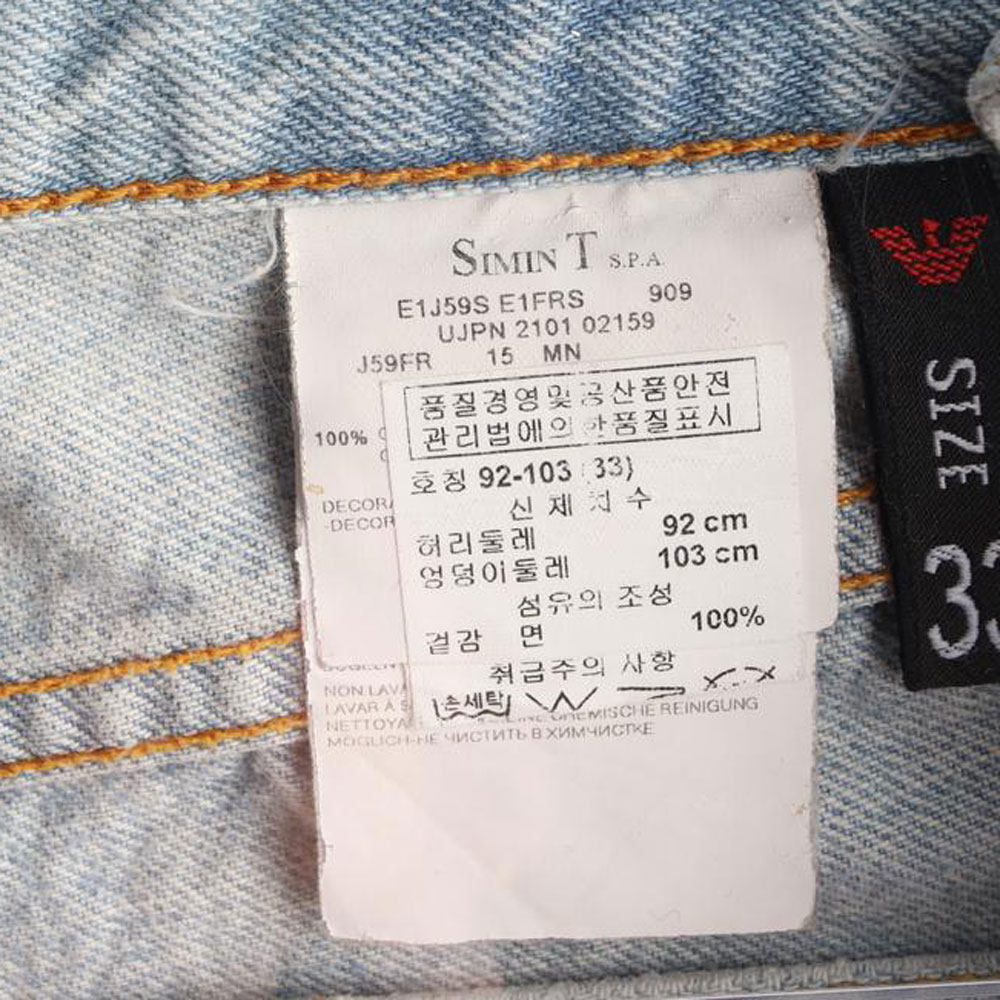 SIMIN T S.P.A.
E1J59S E1FRS 909
UJPN 2101 02159
J59FR 15 MN
품질경영및공산품안전
관리법에의한품질표시
100%
호칭 92-103 (33)
신체치수
DECORA
-DECOR
허리둘레 92 cm
엉덩이둘레 103 cm
섬유의 조성
겉감 면 100%
취급주의 사항
손세탁
NON LAVA
LAVAR À S
NETTOYA CHEMISCHE REINIGUNG
MÖGLICH-НЕ ЧИСТИТЬ В ХИМЧИСТКЕ
SIZE
33